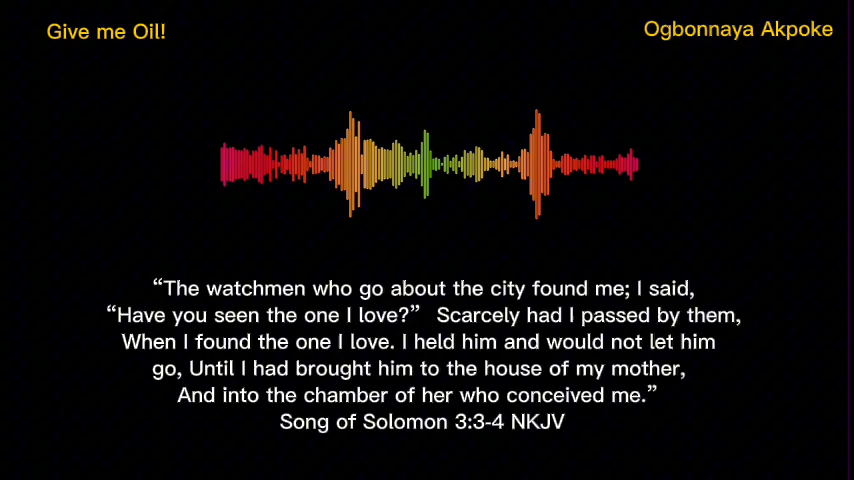 Give me Oil!
Ogbonnaya Akpoke
“The watchmen who go about the city found me; I said,
“Have you seen the one I love?” Scarcely had I passed by them,
When I found the one I love. I held him and would not let him
go, Until I had brought him to the house of my mother,
And into the chamber of her who conceived me.”
Song of Solomon 3:3-4 NKJV